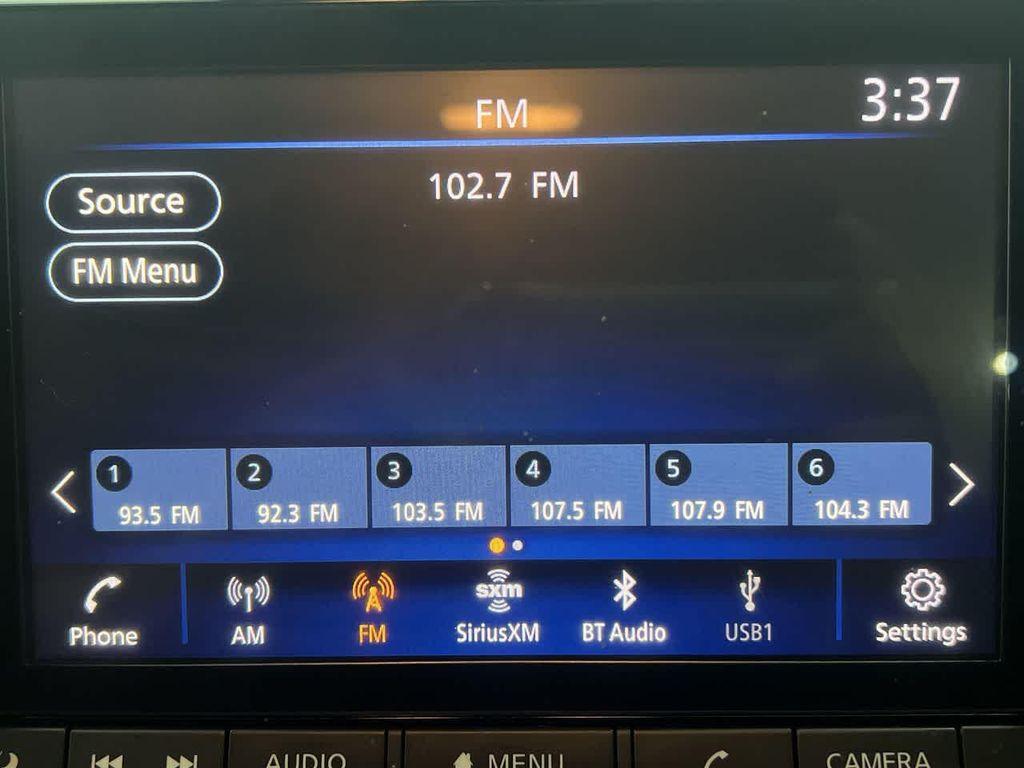 FM
3:37
102.7 FM
Source
FM Menu
1 2 3 4 5 6
93.5 FM 92.3 FM 103.5 FM 107.5 FM 107.9 FM 104.3 FM
sxm
Phone AM FM SiriusXM BT Audio USB1 Settings
AUDIO MENU CAMERA